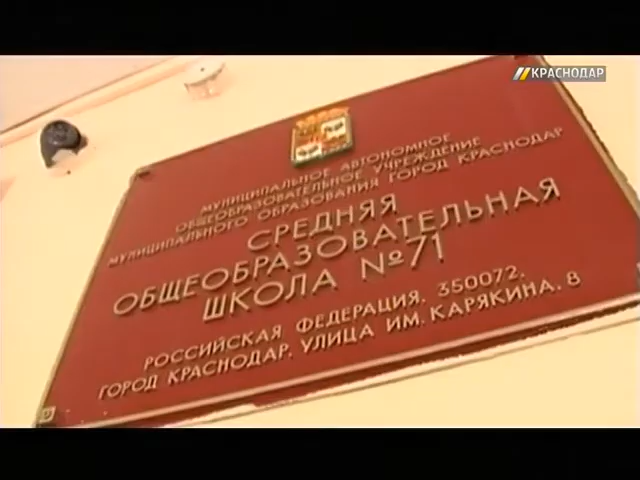 КРАСНОДАР
МУНИЦИПАЛЬНОЕ АВТОНОМНОЕ
ОБЩЕОБРАЗОВАТЕЛЬНОЕ УЧРЕЖДЕНИЕ
МУНИЦИПАЛЬНОГО ОБРАЗОВАНИЯ ГОРОД КРАСНОДАР
СРЕДНЯЯ
ОБЩЕОБРАЗОВАТЕЛЬНАЯ
ШКОЛА №71
РОССИЙСКАЯ ФЕДЕРАЦИЯ. 350072.
ГОРОД КРАСНОДАР. УЛИЦА ИМ. КАРЯКИНА. 8